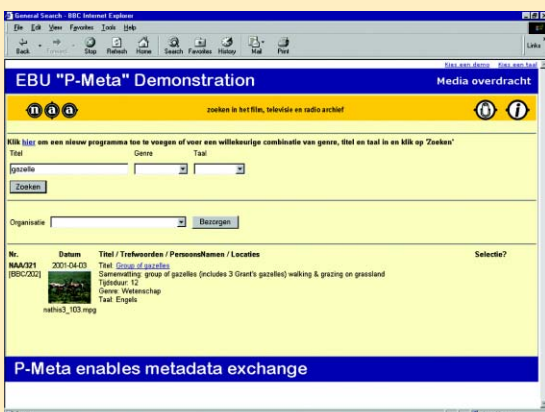 General Search - BBC Internet Explorer
File Edit View Favorites Tools Help
Back Forward Stop Refresh Home Search Favorites History Mail Print Links
Kies een demo Kies een taal
EBU "P-Meta" Demonstration
Media overdracht
naa zoeken in het film, televisie en radio archief
Klik hier om een nieuw programma toe te voegen of voer een willekeurige combinatie van genre, titel en taal in en klik op 'Zoeken'
Titel Genre Taal
gazelle
Zoeken
Organisatie Bezorgen
Nr. Datum Titel / Trefwoorden / PersoonsNamen / Locaties Selectie?
NAA/321 2001-04-03 Titel: Group of gazelles
[BBC/202] Samenvatting: group of gazelles (includes 3 Grant's gazelles) walking & grazing on grassland
Tijdsduur: 12
Genre: Wetenschap
Taal: Engels
nathis3_103.mpg
P-Meta enables metadata exchange